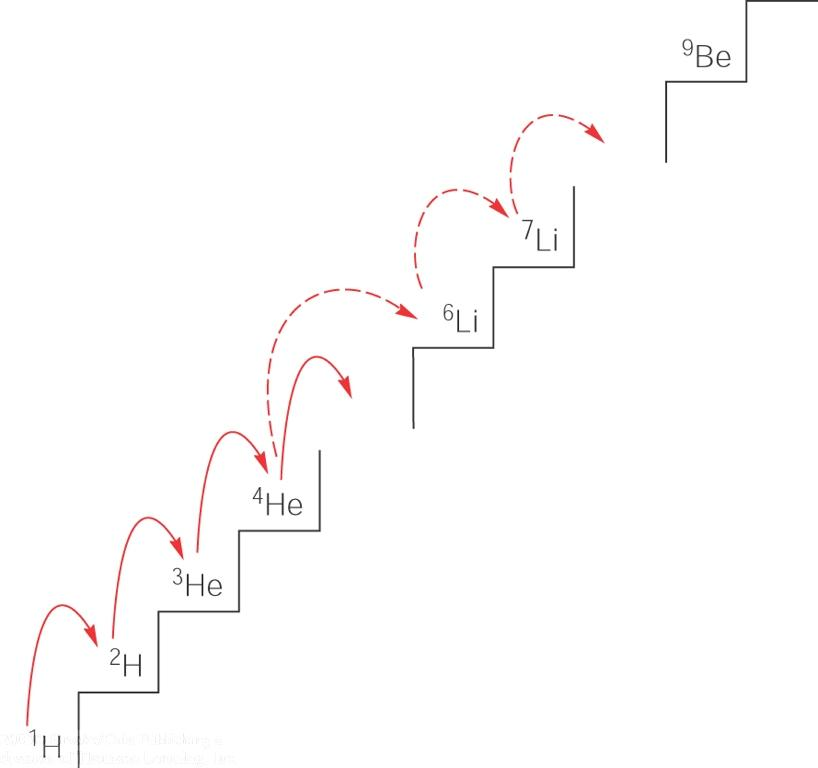 ⁹Be
⁷Li
⁶Li
⁴He
³He
²H
¹H